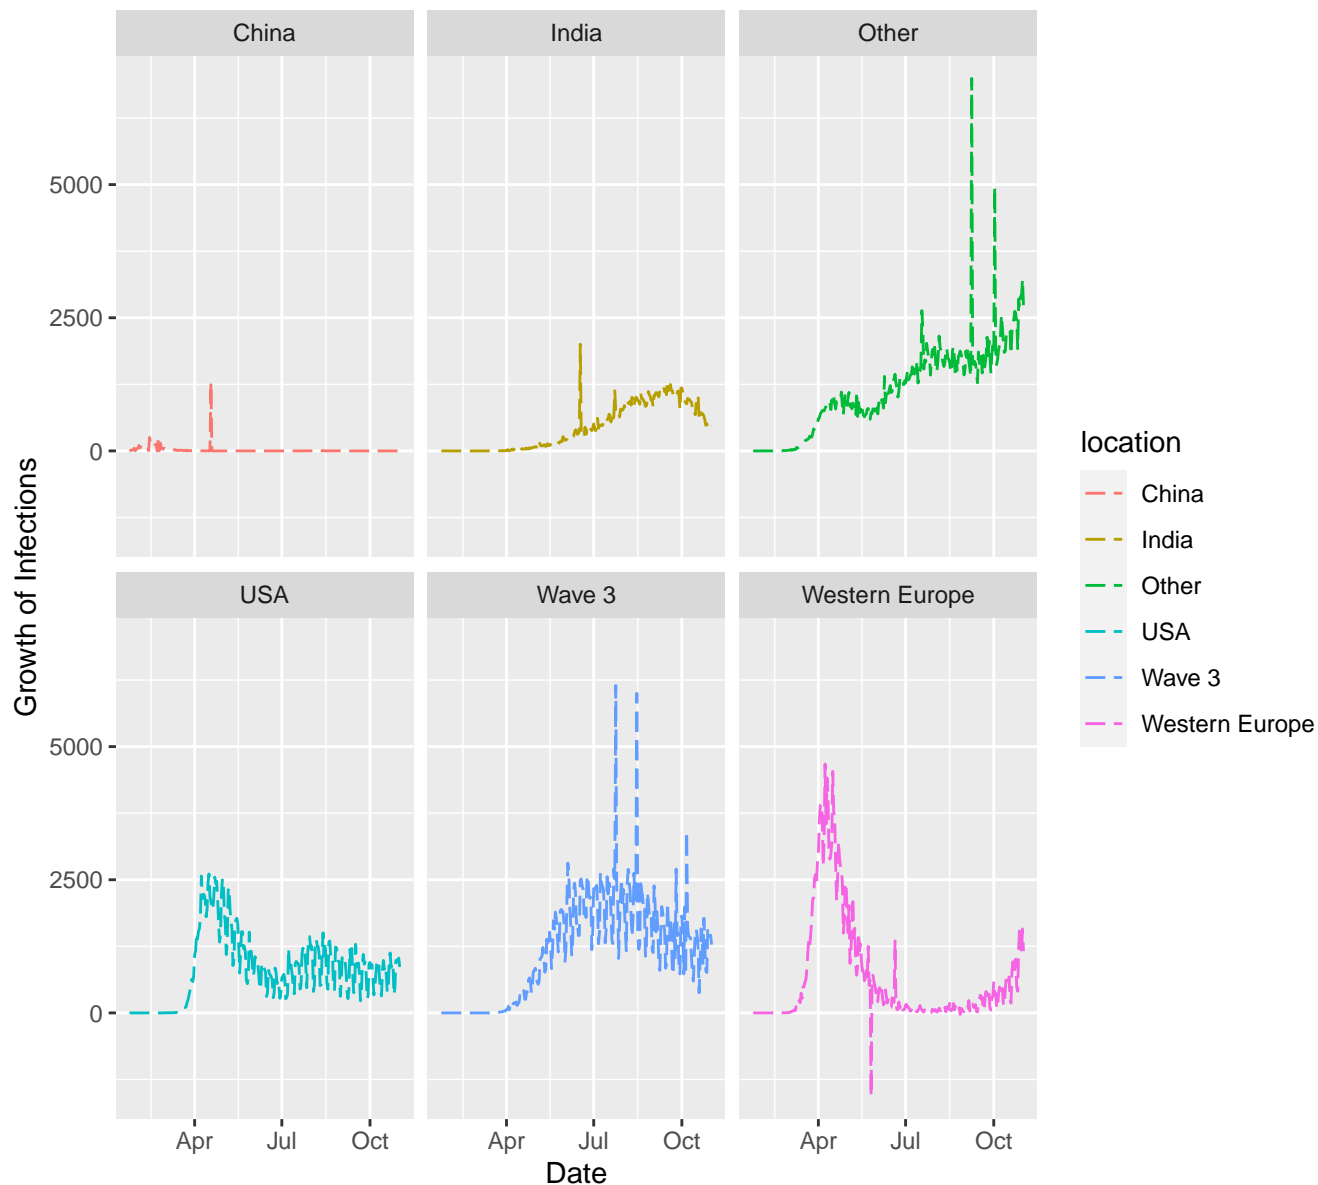 China
India
Other
5000
2500
0
USA
Wave 3
Western Europe
5000
2500
0
Apr
Jul
Oct
Apr
Jul
Oct
Apr
Jul
Oct
Date
Growth of Infections
location
China
India
Other
USA
Wave 3
Western Europe